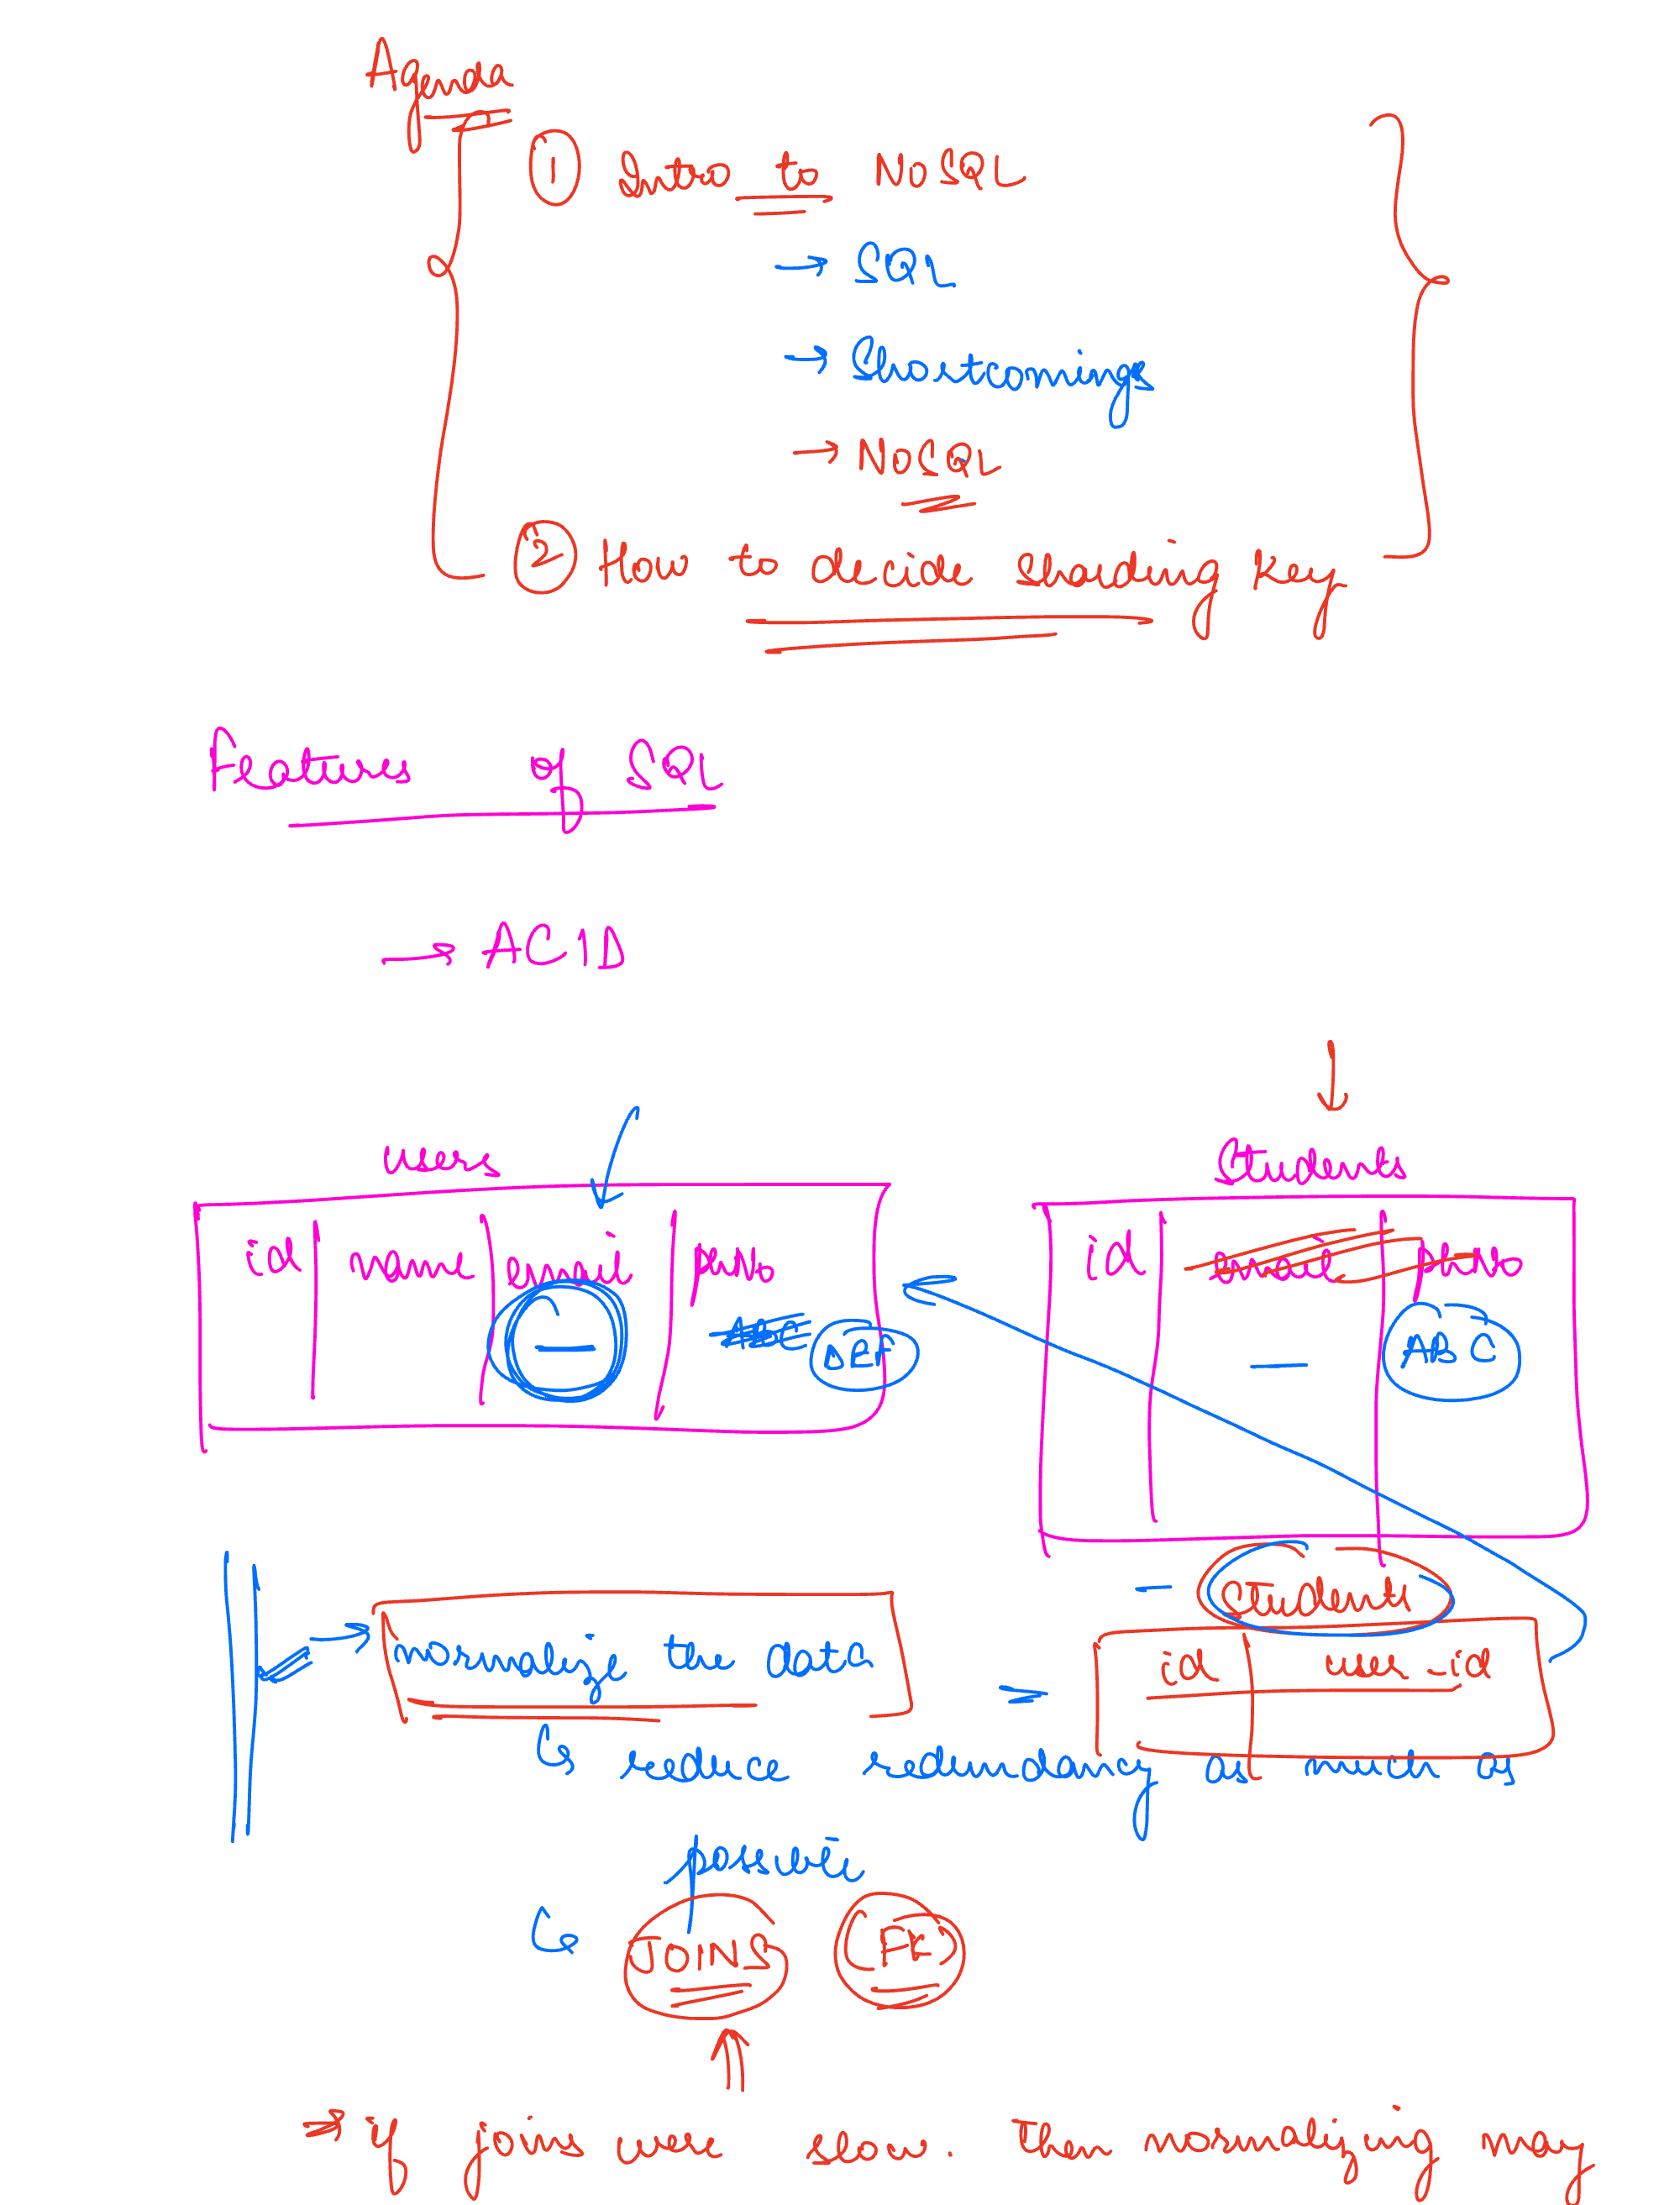 Agenda
① Intro to NoSQL
→ SQL
→ Shortcomings
→ NoSQL
② How to decide Sharding Key
Features of SQL
→ ACID
users
id name email phNo
ABC DEF
Students
id email phNo
— ABC
→ normalize the data
Students
id user_id
↳ reduce redundancy as much as
possible
↳ JOINS (FK)
⇒ if joins were slow. Then normalizing may